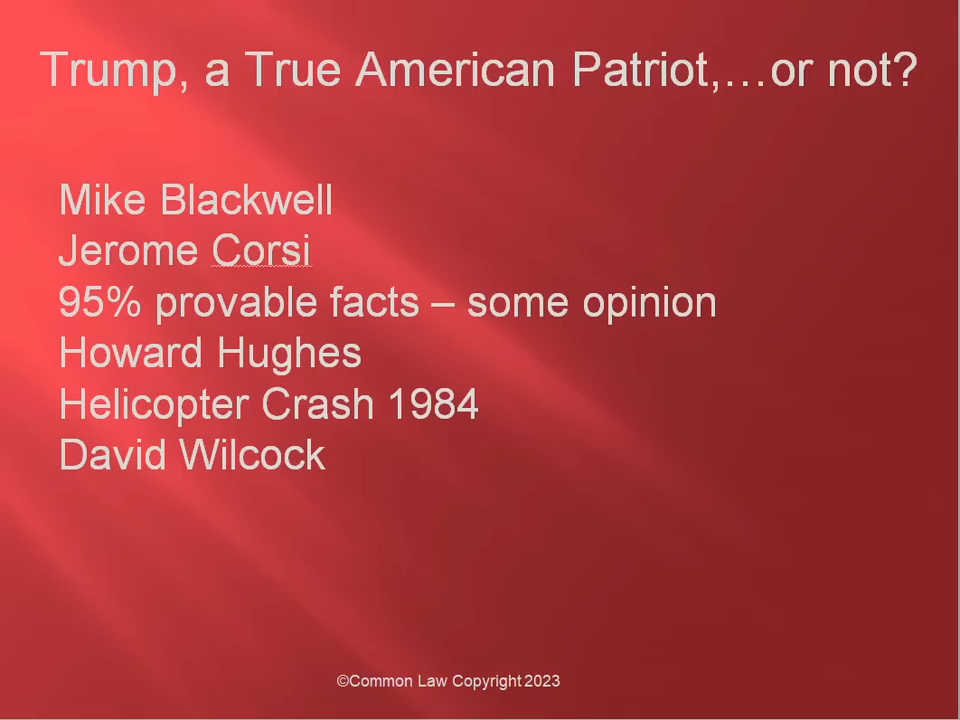 Trump, a True American Patriot,…or not?
Mike Blackwell
Jerome Corsi
95% provable facts – some opinion
Howard Hughes
Helicopter Crash 1984
David Wilcock
©Common Law Copyright 2023